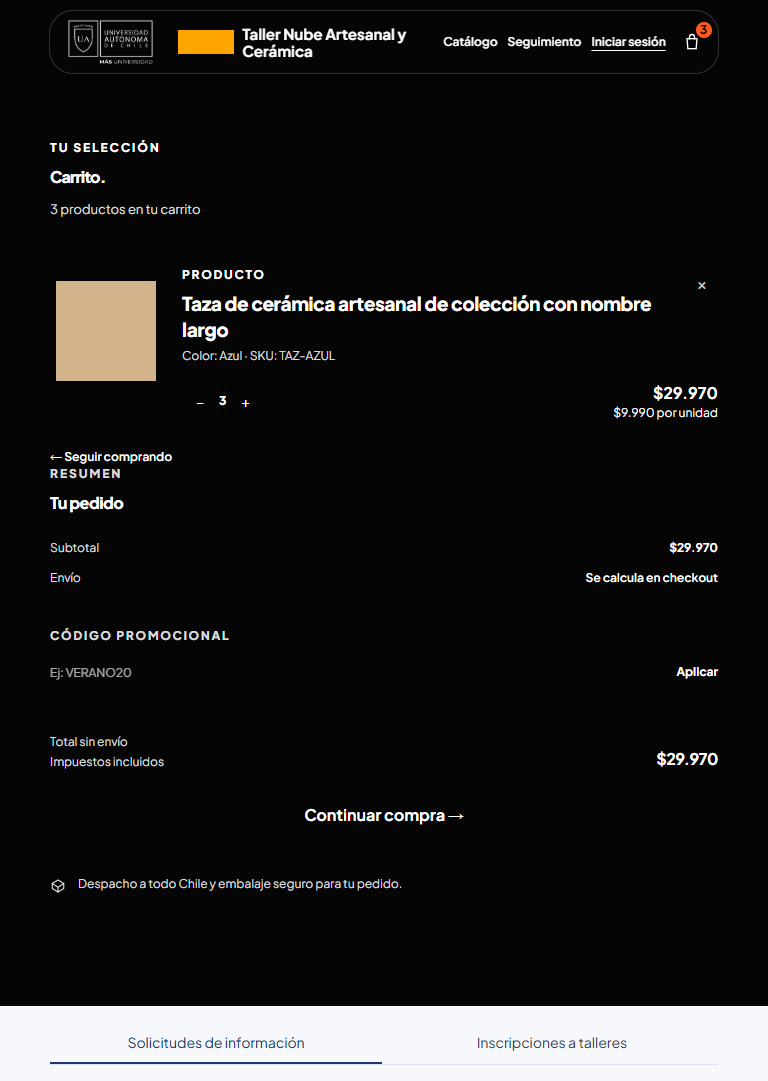 UA
UNIVERSIDAD
AUTÓNOMA
DE CHILE
MÁS UNIVERSIDAD
Taller Nube Artesanal y
Cerámica
Catálogo
Seguimiento
Iniciar sesión
3
TU SELECCIÓN
Carrito.
3 productos en tu carrito
PRODUCTO
×
Taza de cerámica artesanal de colección con nombre
largo
Color: Azul · SKU: TAZ-AZUL
− 3 +
$29.970
$9.990 por unidad
← Seguir comprando
RESUMEN
Tu pedido
Subtotal $29.970
Envío Se calcula en checkout
CÓDIGO PROMOCIONAL
Ej: VERANO20 Aplicar
Total sin envío
Impuestos incluidos $29.970
Continuar compra →
Despacho a todo Chile y embalaje seguro para tu pedido.
Solicitudes de información Inscripciones a talleres